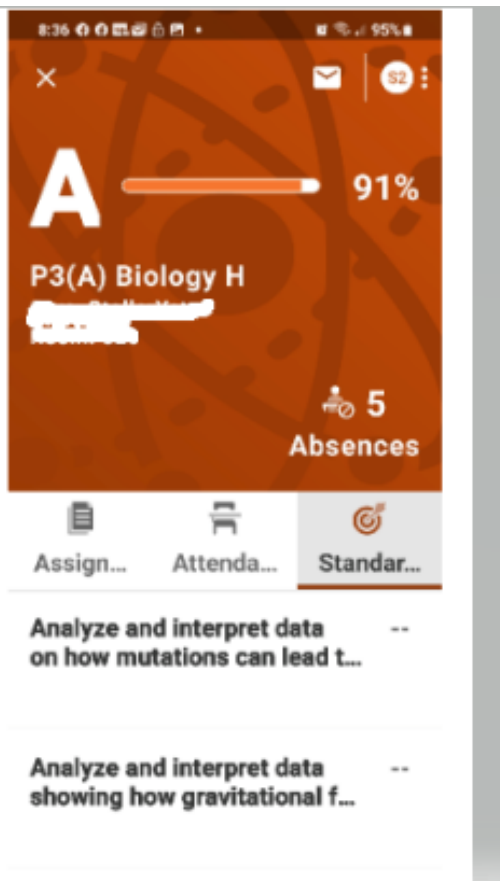 8:36
95%
S2
A
91%
P3(A) Biology H
5
Absences
Assign...
Attenda...
Standar...
Analyze and interpret data --
on how mutations can lead t...
Analyze and interpret data --
showing how gravitational f...